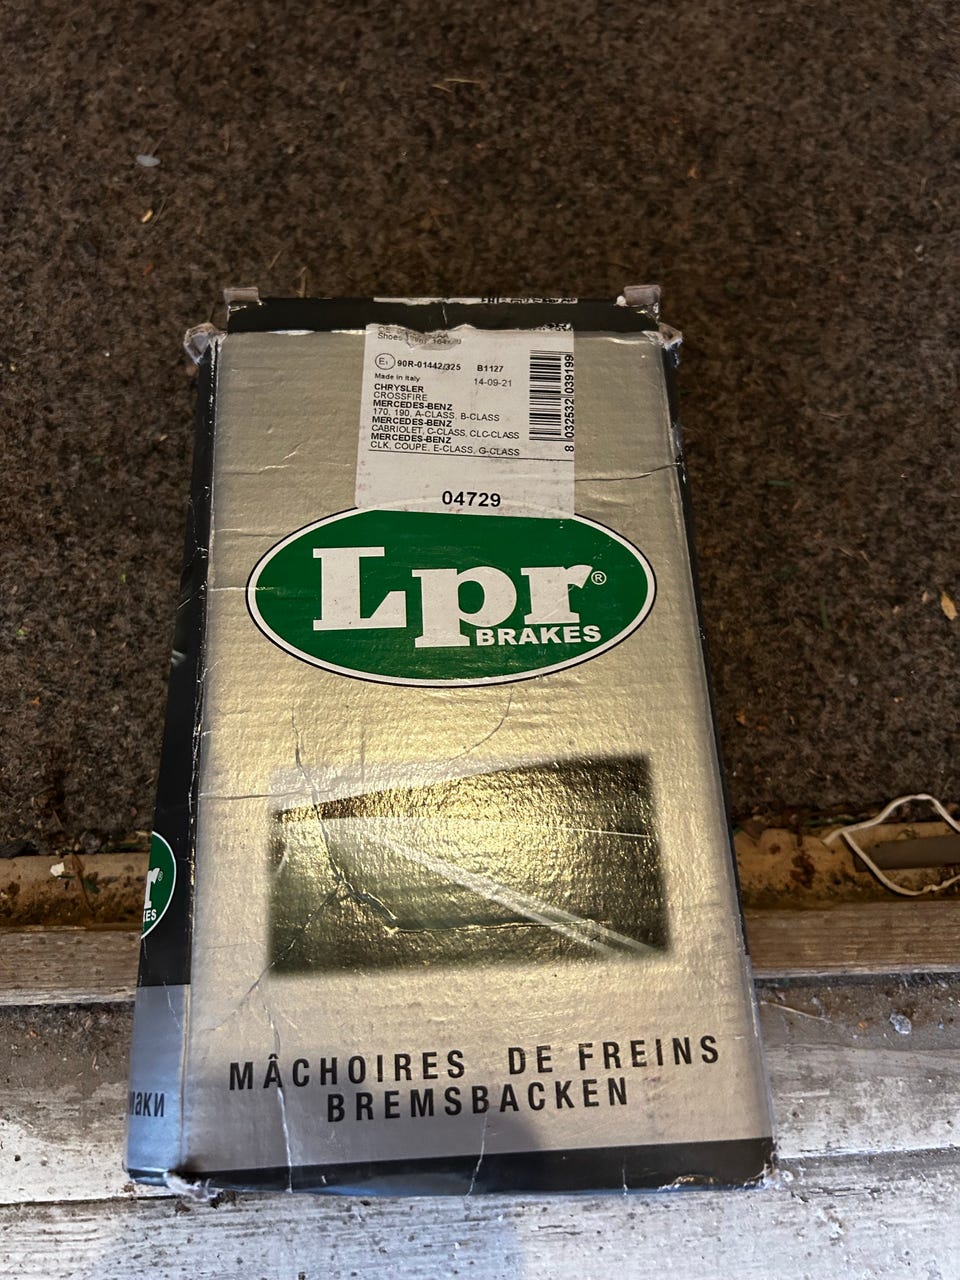 Shoes
E1 90R-01442/325 B1127
Made in Italy 14-09-21
CHRYSLER
CROSSFIRE
MERCEDES-BENZ
170, 190, A-CLASS, B-CLASS
MERCEDES-BENZ
CABRIOLET, C-CLASS, CLC-CLASS
MERCEDES-BENZ
CLK, COUPE, E-CLASS, G-CLASS
8 032532 039199
04729
Lpr®
BRAKES
MÂCHOIRES DE FREINS
BREMSBACKEN